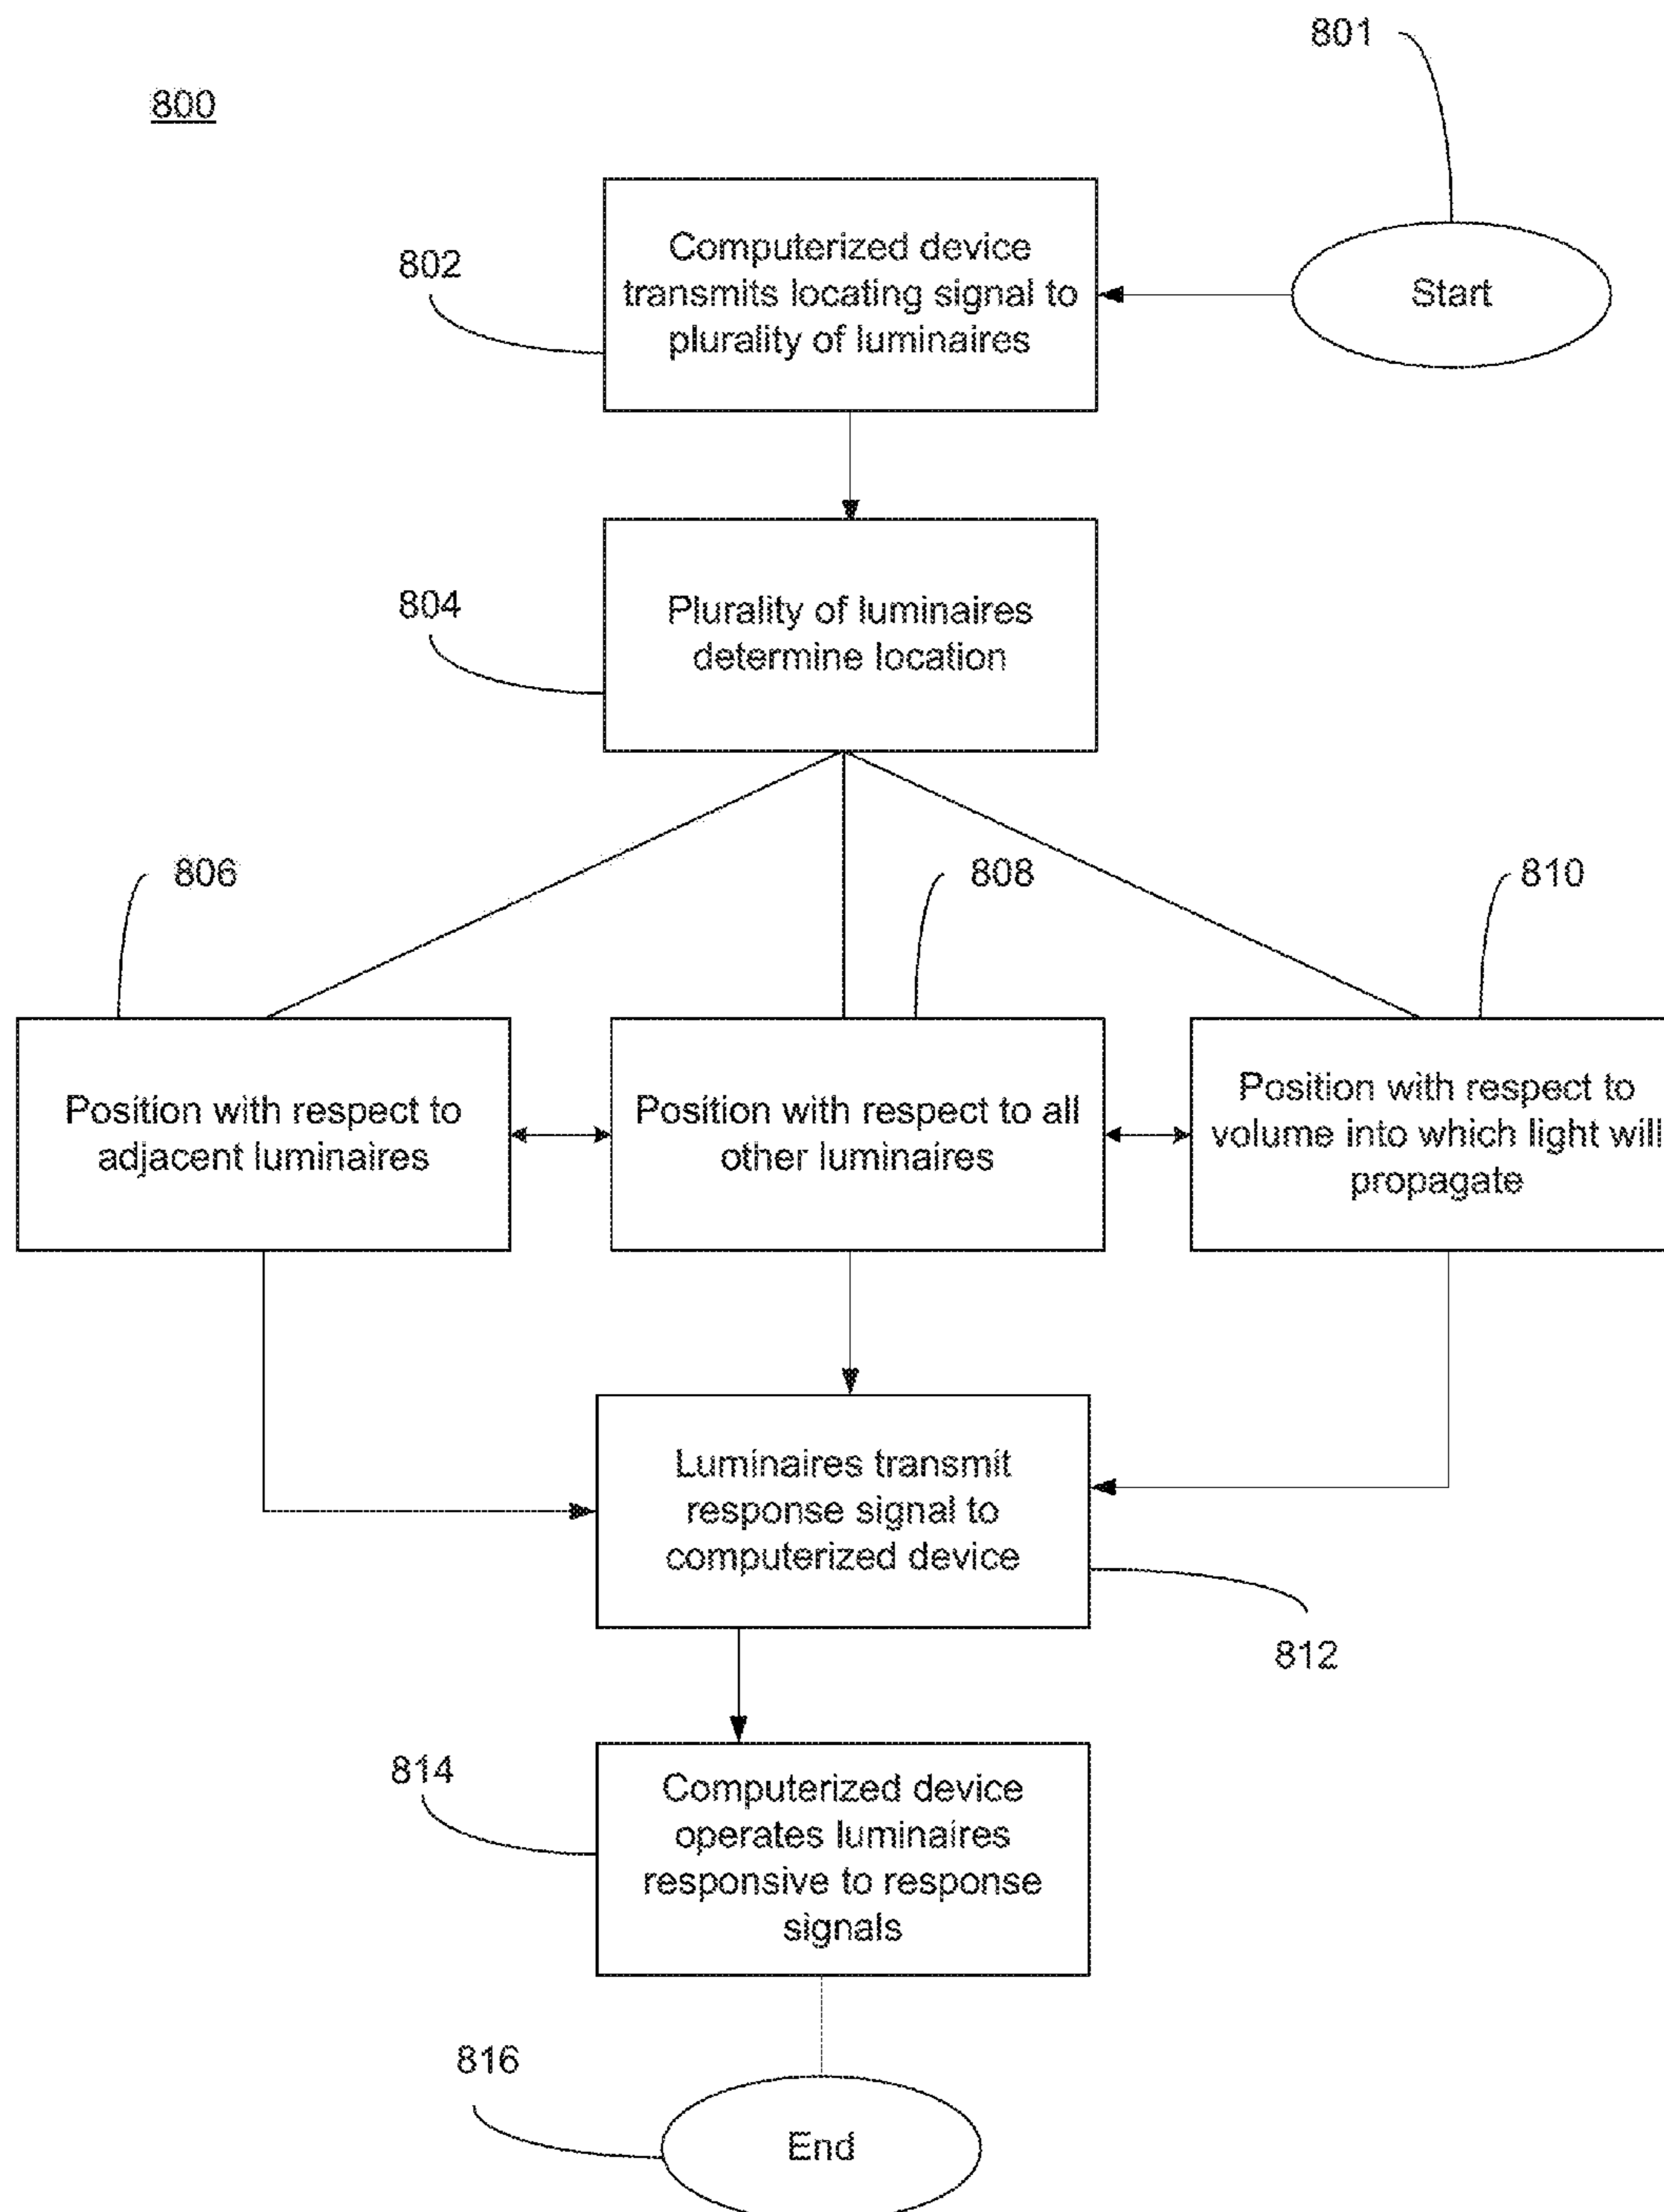 801
800
Computerized device
transmits locating signal to
plurality of luminaires
802
Start
Plurality of luminaires
determine location
804
806
808
810
Position with respect to
adjacent luminaires
Position with respect to all
other luminaires
Position with respect to
volume into which light will
propagate
Luminaires transmit
response signal to
computerized device
812
814
Computerized device
operates luminaires
responsive to response
signals
816
End